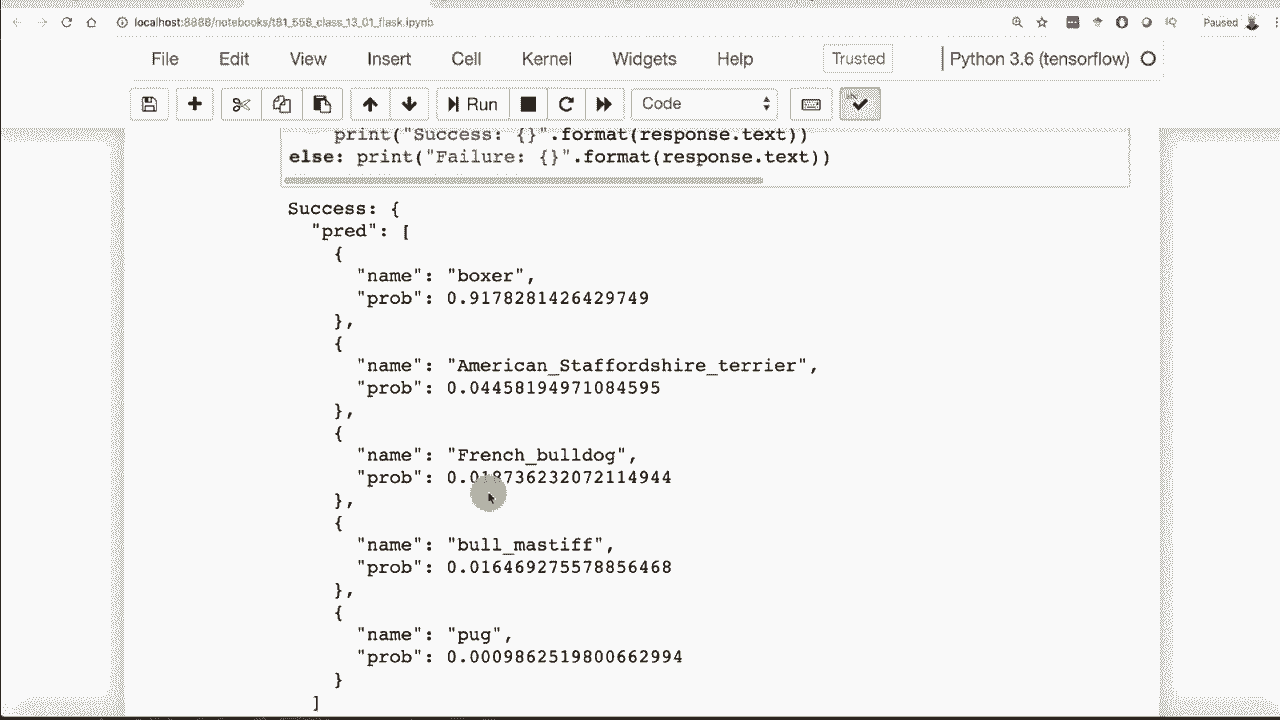 localhost:8888/notebooks/t81_558_class_13_01_flask.ipynb
Paused
File Edit View Insert Cell Kernel Widgets Help Trusted Python 3.6 (tensorflow)
Run Code
print("Success: {}".format(response.text))
else: print("Failure: {}".format(response.text))
Success: {
"pred": [
{
"name": "boxer",
"prob": 0.9178281426429749
},
{
"name": "American_Staffordshire_terrier",
"prob": 0.04458194971084595
},
{
"name": "French_bulldog",
"prob": 0.018736232072114944
},
{
"name": "bull_mastiff",
"prob": 0.016469275578856468
},
{
"name": "pug",
"prob": 0.0009862519800662994
}
]